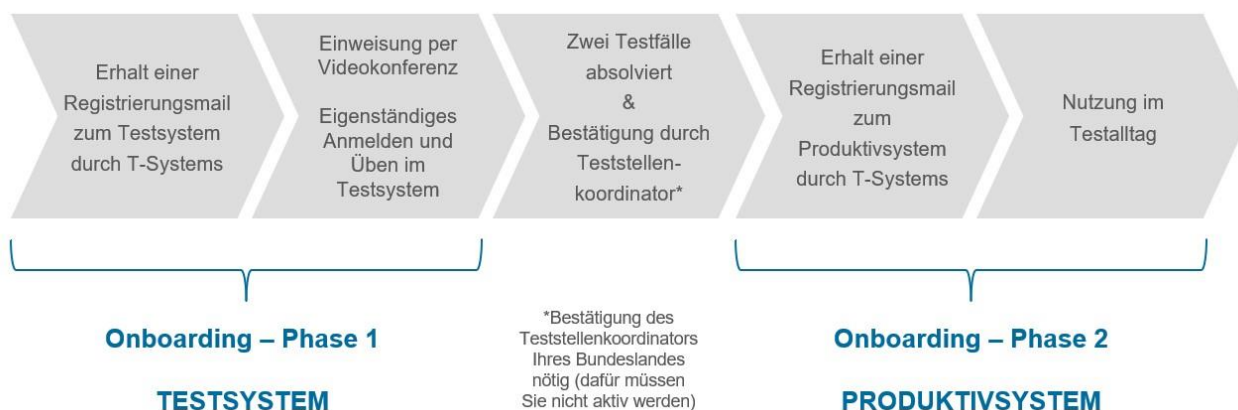 Erhalt einer
Registrierungsmail
zum Testsystem
durch T-Systems
Einweisung per
Videokonferenz
Eigenständiges
Anmelden und
Üben im
Testsystem
Zwei Testfälle
absolviert
&
Bestätigung durch
Teststellen-
koordinator*
Erhalt einer
Registrierungsmail
zum
Produktivsystem
durch T-Systems
Nutzung im
Testalltag
Onboarding – Phase 1
TESTSYSTEM
*Bestätigung des
Teststellenkoordinators
Ihres Bundeslandes
nötig (dafür müssen
Sie nicht aktiv werden)
Onboarding – Phase 2
PRODUKTIVSYSTEM